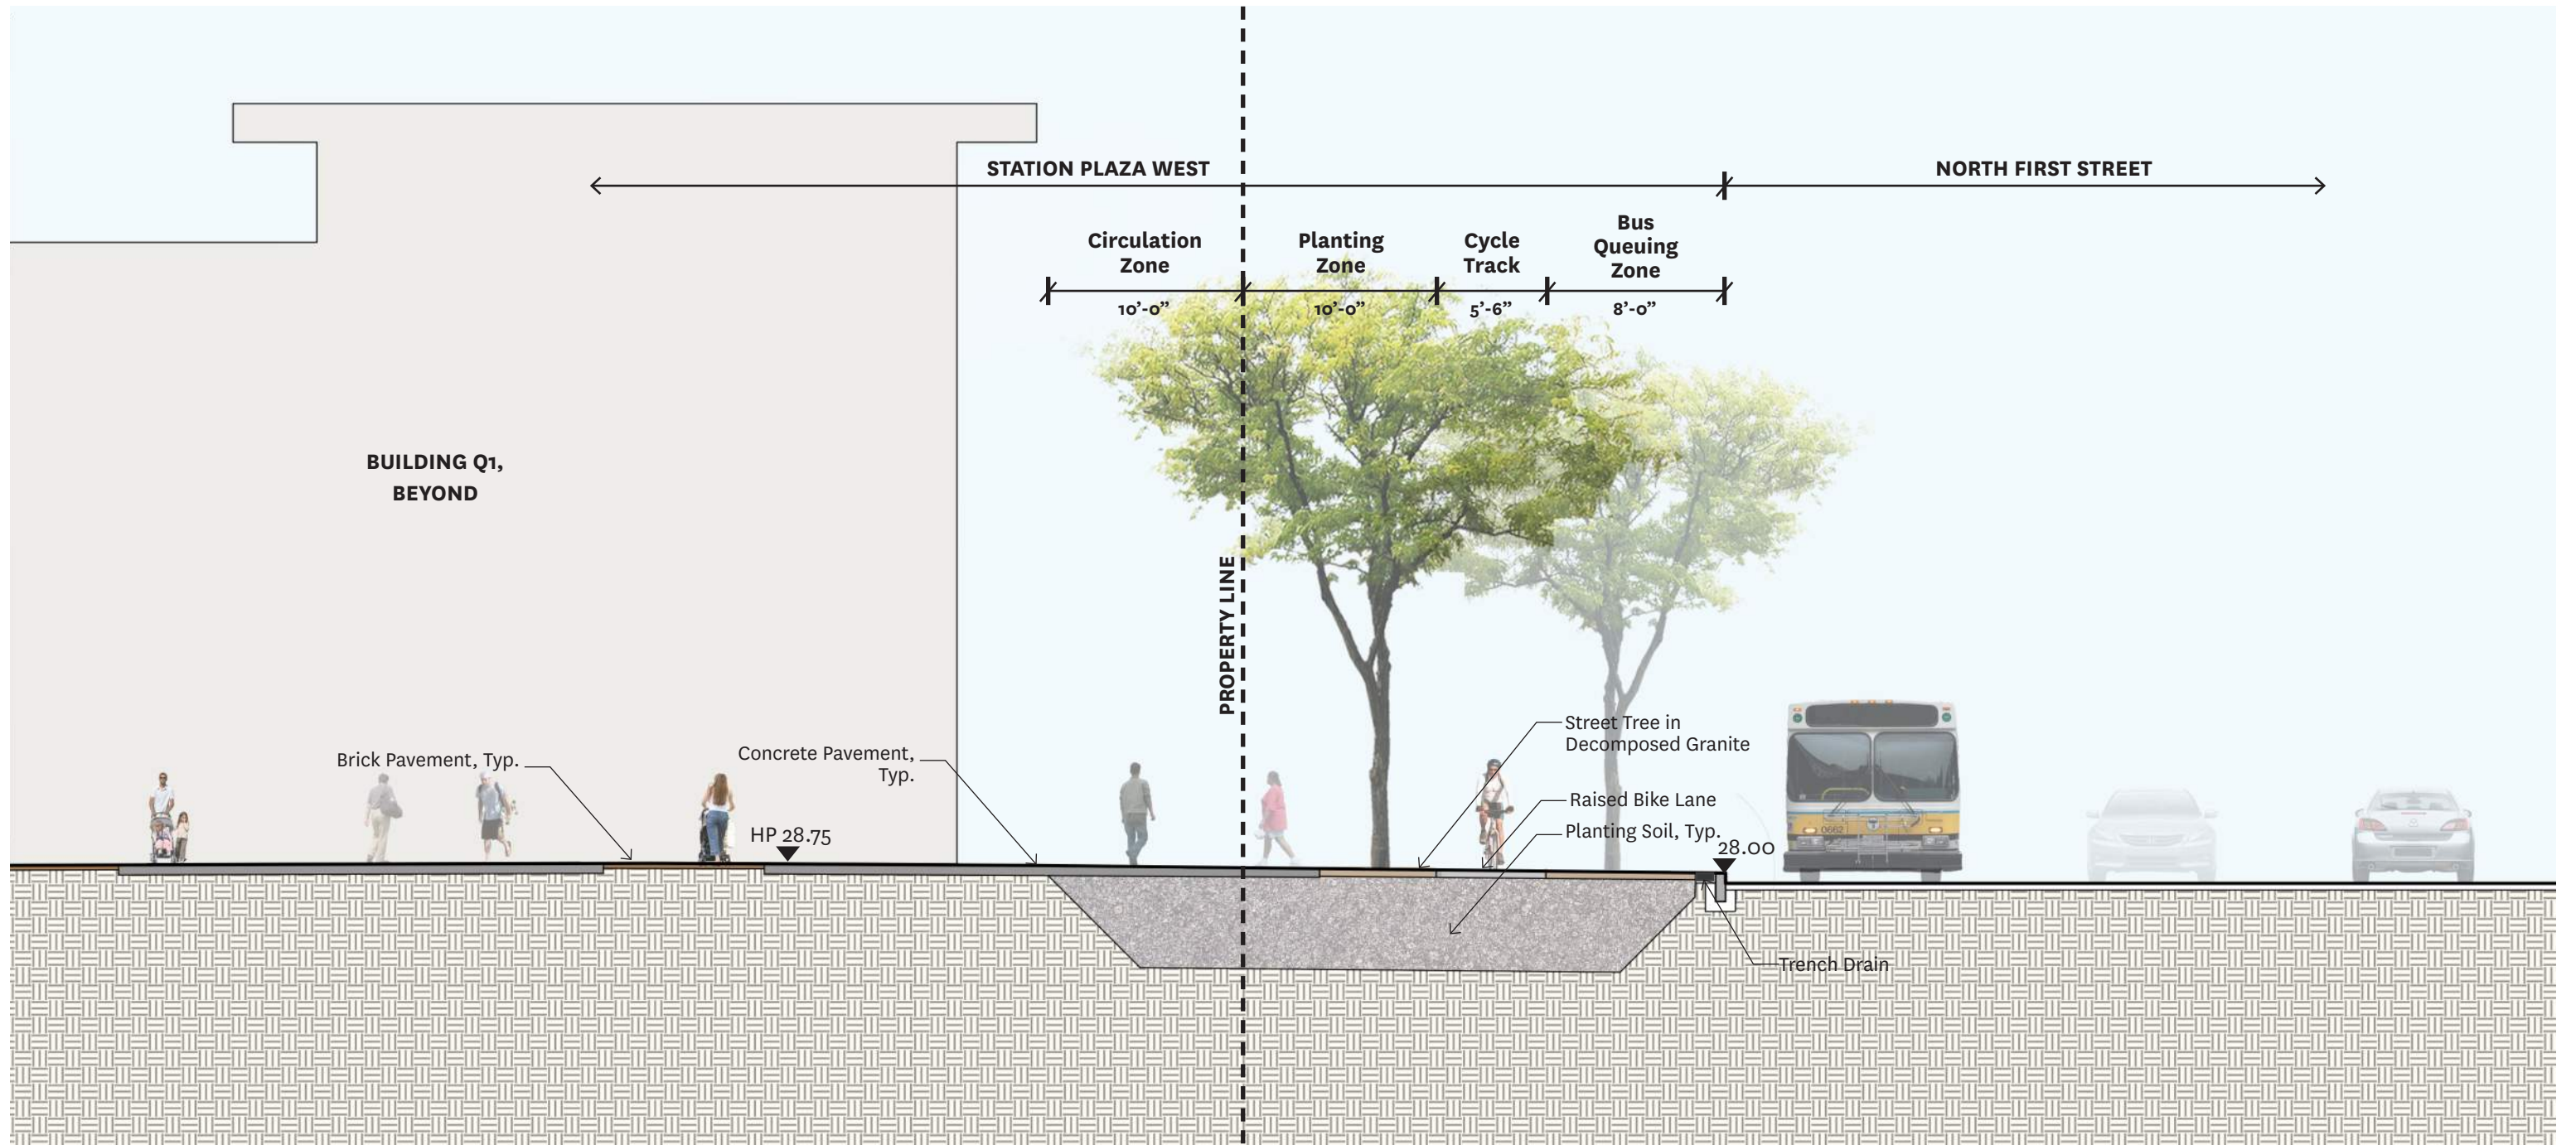 STATION PLAZA WEST
NORTH FIRST STREET
Circulation
Zone
10’-0”
Planting
Zone
10’-0”
Cycle
Track
5’-6”
Bus
Queuing
Zone
8’-0”
BUILDING Q1,
BEYOND
PROPERTY LINE
Brick Pavement, Typ.
Concrete Pavement,
Typ.
HP 28.75
Street Tree in
Decomposed Granite
Raised Bike Lane
Planting Soil, Typ.
28.00
0662
T
Trench Drain